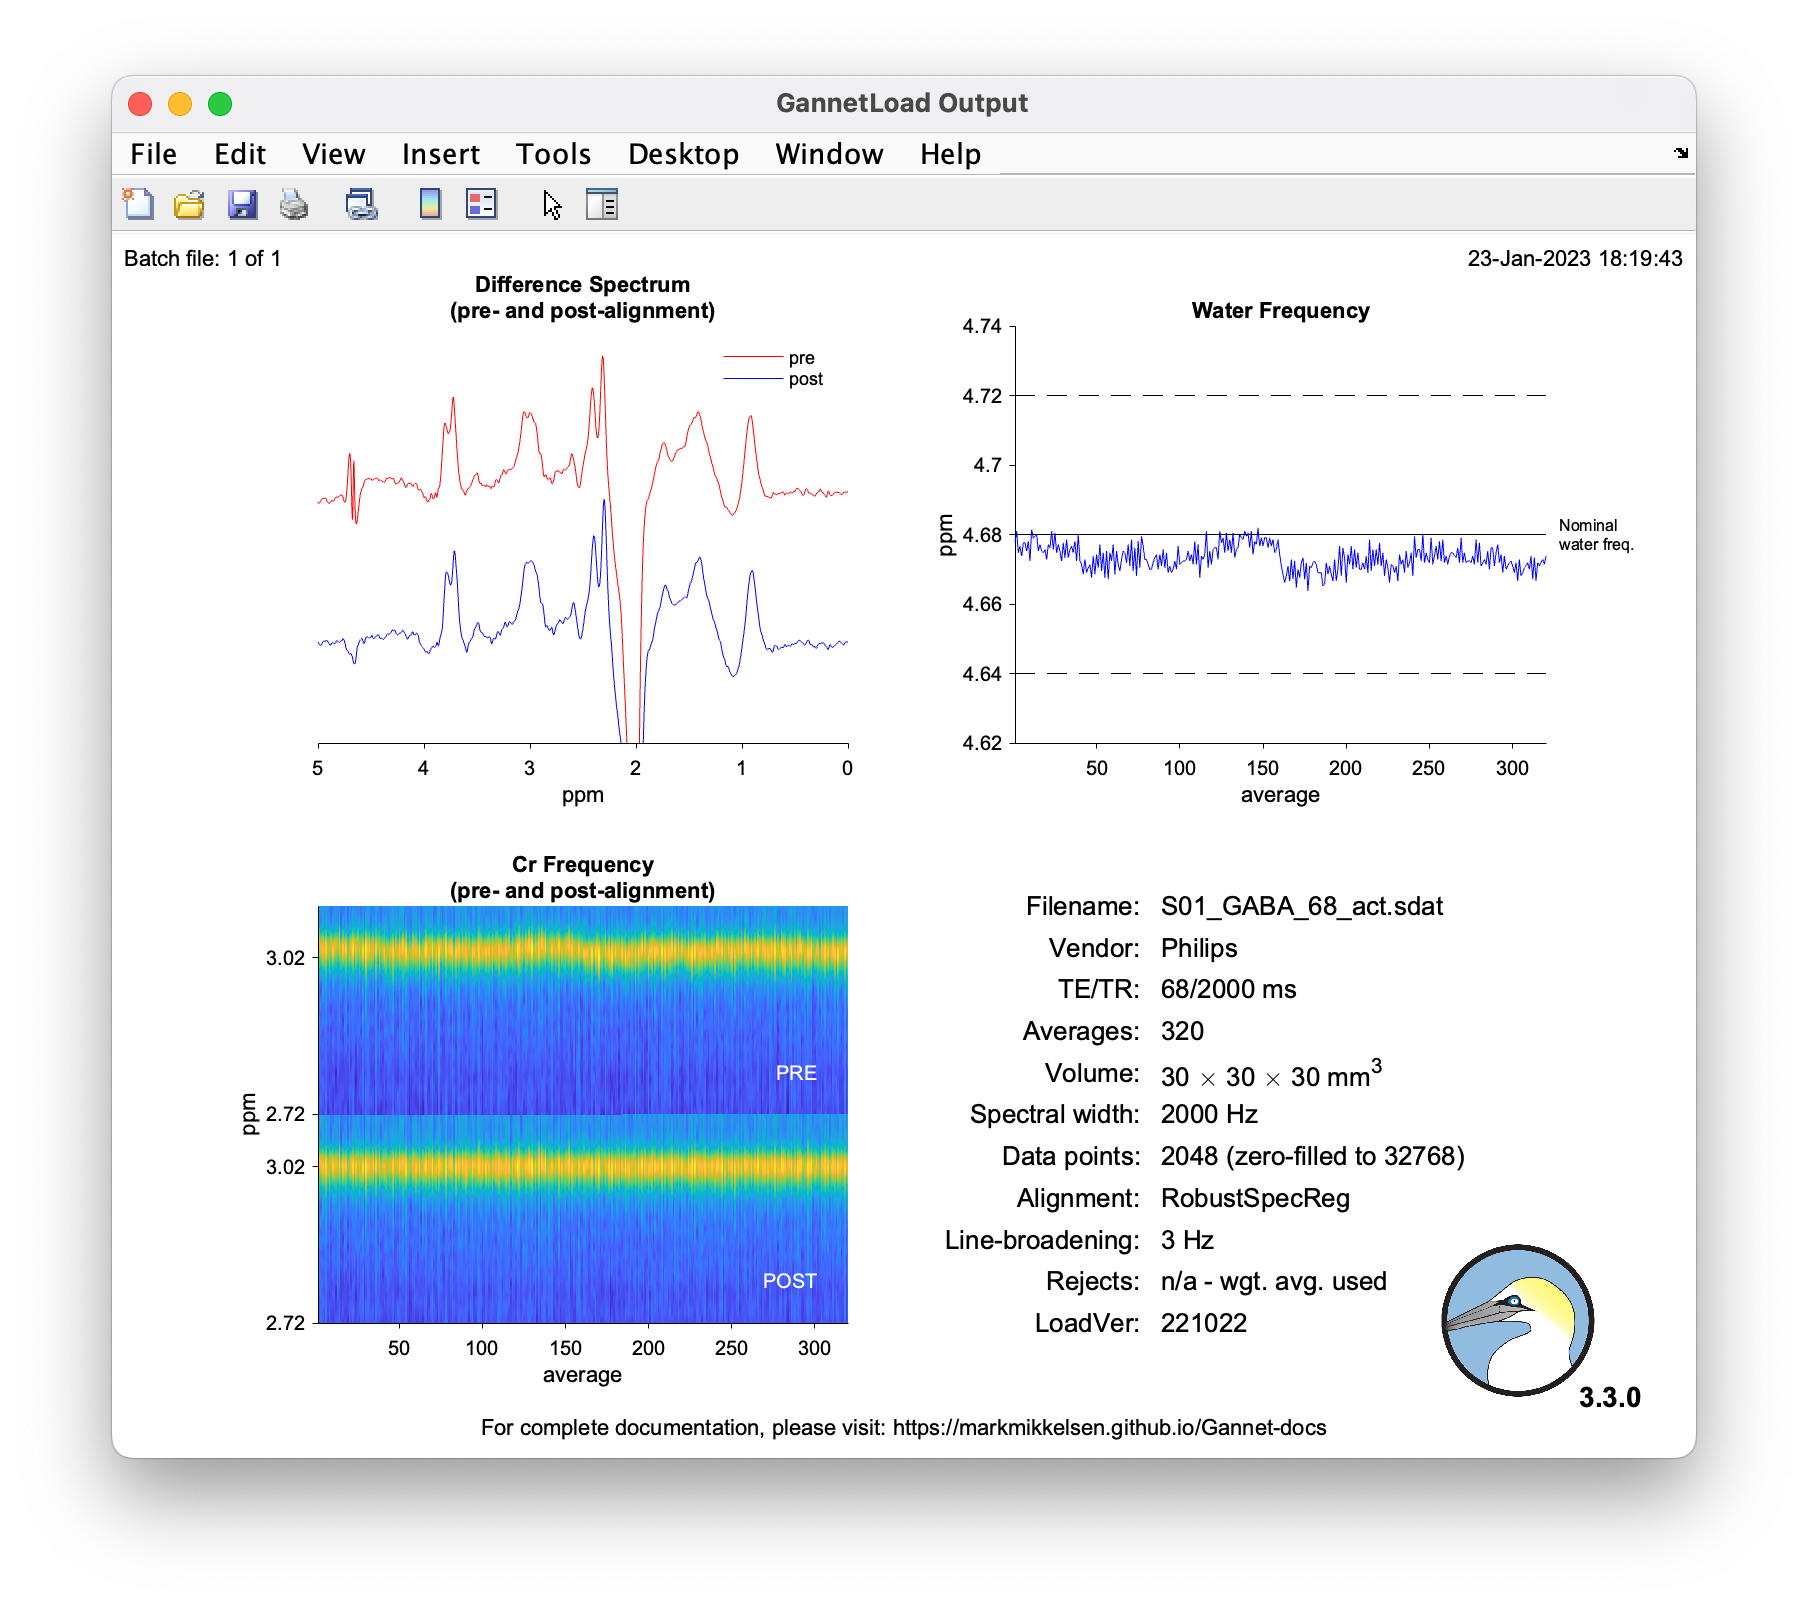 GannetLoad Output
File Edit View Insert Tools Desktop Window Help
Batch file: 1 of 1
23-Jan-2023 18:19:43
Difference Spectrum
(pre- and post-alignment)
pre
post
5 4 3 2 1 0
ppm
Water Frequency
4.74
4.72
4.7
4.68
4.66
4.64
4.62
ppm
Nominal
water freq.
50 100 150 200 250 300
average
Cr Frequency
(pre- and post-alignment)
3.02
PRE
2.72
ppm
3.02
POST
2.72
50 100 150 200 250 300
average
Filename: S01_GABA_68_act.sdat
Vendor: Philips
TE/TR: 68/2000 ms
Averages: 320
Volume: 30 × 30 × 30 mm³
Spectral width: 2000 Hz
Data points: 2048 (zero-filled to 32768)
Alignment: RobustSpecReg
Line-broadening: 3 Hz
Rejects: n/a - wgt. avg. used
LoadVer: 221022
3.3.0
For complete documentation, please visit: https://markmikkelsen.github.io/Gannet-docs